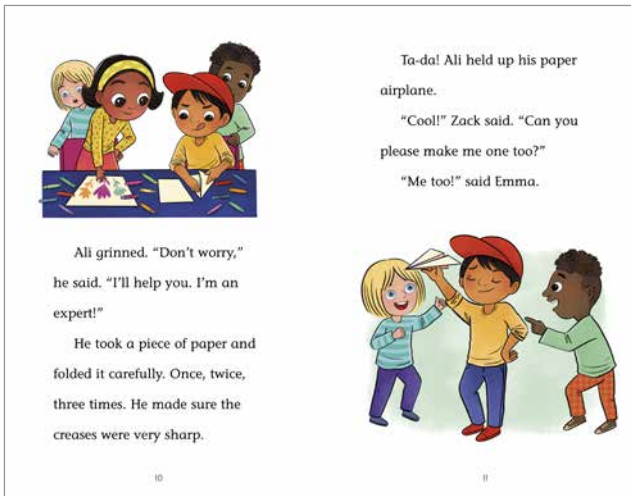 Ali grinned. “Don’t worry,”
he said. “I’ll help you. I’m an
expert!”
He took a piece of paper and
folded it carefully. Once, twice,
three times. He made sure the
creases were very sharp.
10
Ta-da! Ali held up his paper
airplane.
“Cool!” Zack said. “Can you
please make me one too?”
“Me too!” said Emma.
11